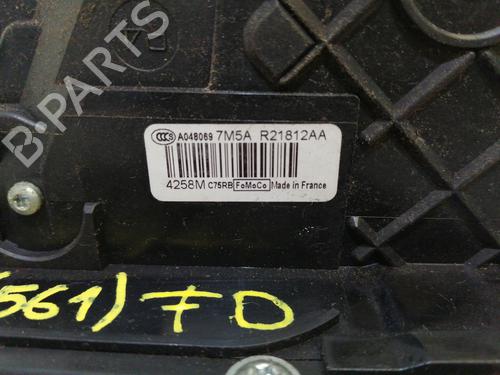 CCC S A048069 7M5A R21812AA
4258M C75RB FoMoCo Made in France
B-PARTS
(561) FD